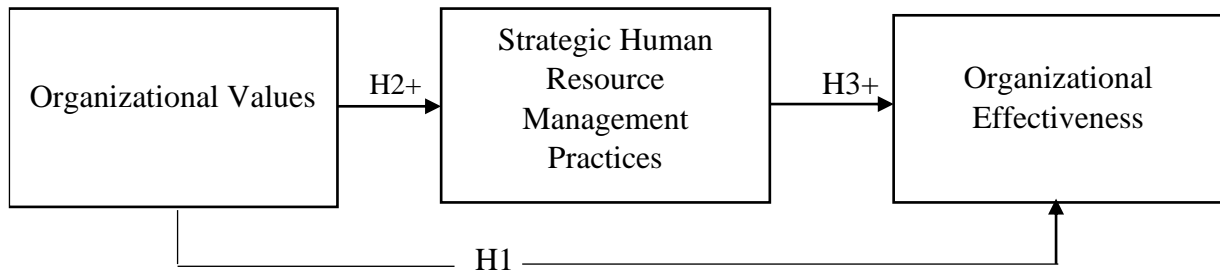 Organizational Values
H2+
Strategic Human
Resource
Management
Practices
H3+
Organizational
Effectiveness
H1